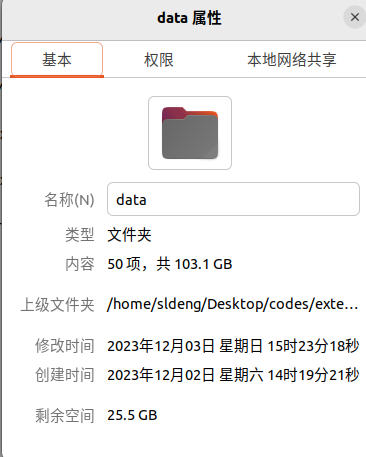 data 属性
基本 权限 本地网络共享
名称(N) data
类型 文件夹
内容 50 项，共 103.1 GB
上级文件夹 /home/sldeng/Desktop/codes/exte…
修改时间 2023年12月03日 星期日 15时23分18秒
创建时间 2023年12月02日 星期六 14时19分21秒
剩余空间 25.5 GB